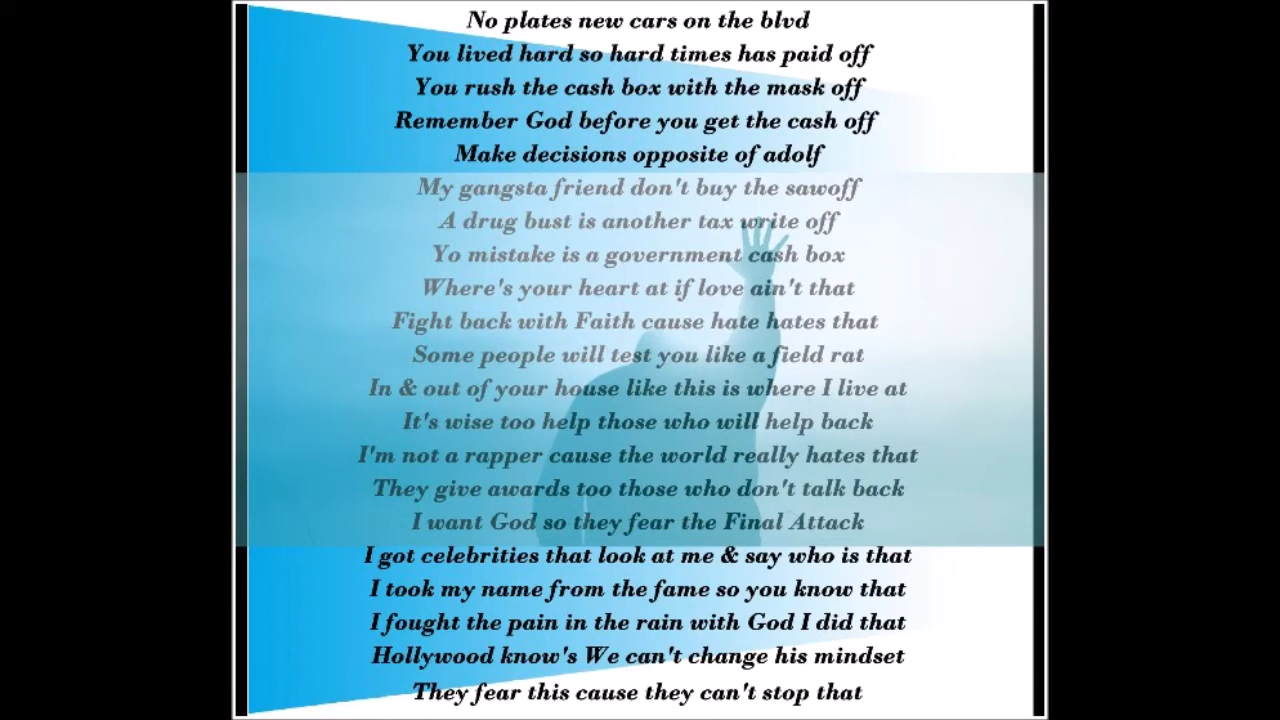 No plates new cars on the blvd
You lived hard so hard times has paid off
You rush the cash box with the mask off
Remember God before you get the cash off
Make decisions opposite of adolf
My gangsta friend don't buy the sawoff
A drug bust is another tax write off
Yo mistake is a government cash box
Where's your heart at if love ain't that
Fight back with Faith cause hate hates that
Some people will test you like a field rat
In & out of your house like this is where I live at
It's wise too help those who will help back
I'm not a rapper cause the world really hates that
They give awards too those who don't talk back
I want God so they fear the Final Attack
I got celebrities that look at me & say who is that
I took my name from the fame so you know that
I fought the pain in the rain with God I did that
Hollywood know's We can't change his mindset
They fear this cause they can't stop that